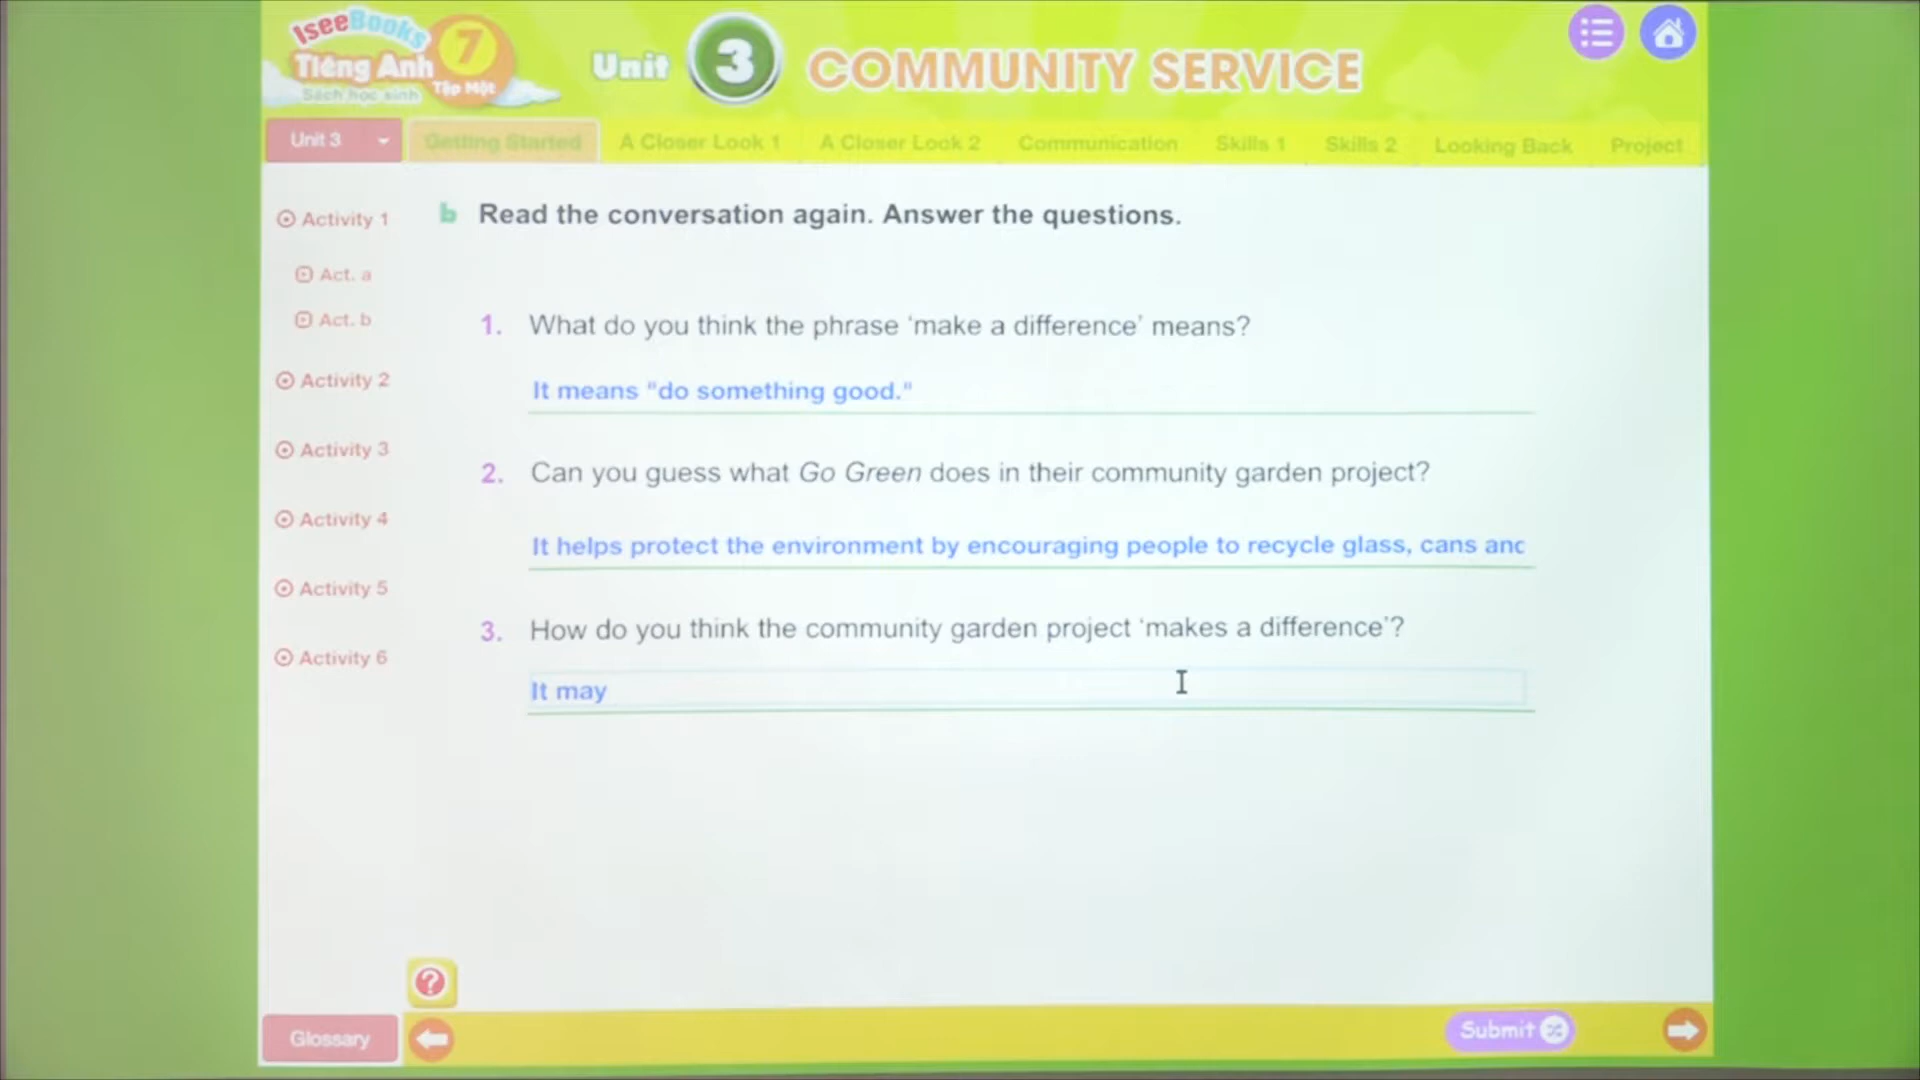 IseeBooks
Tiếng Anh 7
Sách học sinh Tập Một
Unit 3 COMMUNITY SERVICE
Unit 3 Getting Started A Closer Look 1 A Closer Look 2 Communication Skills 1 Skills 2 Looking Back Project
Activity 1
Act. a
Act. b
Activity 2
Activity 3
Activity 4
Activity 5
Activity 6
b Read the conversation again. Answer the questions.
1. What do you think the phrase ‘make a difference’ means?
It means "do something good."
2. Can you guess what Go Green does in their community garden project?
It helps protect the environment by encouraging people to recycle glass, cans anc
3. How do you think the community garden project ‘makes a difference’?
It may
?
Glossary
Submit